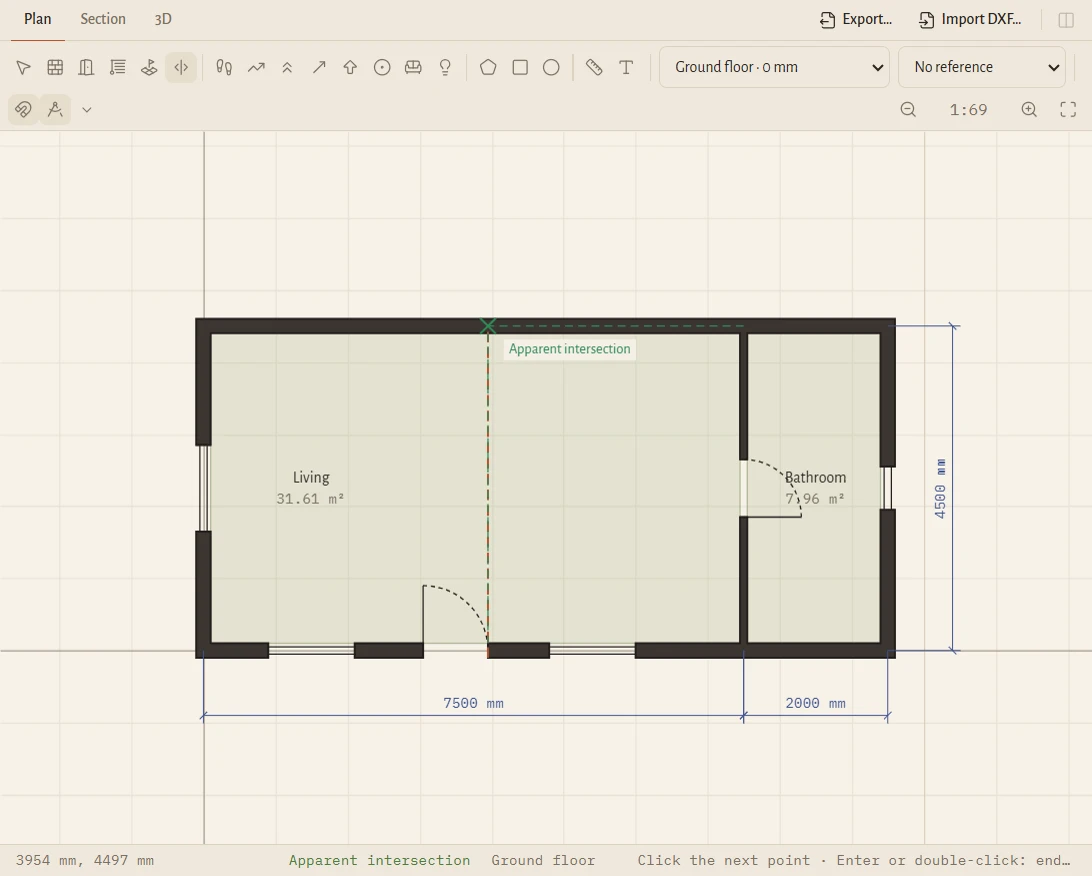 Plan Section 3D Export... Import DXF...
Ground floor · 0 mm No reference
1:69
Apparent intersection
Living
31.61 m²
Bathroom
7.96 m²
4500 mm
7500 mm
2000 mm
3954 mm, 4497 mm Apparent intersection Ground floor Click the next point · Enter or double-click: end…